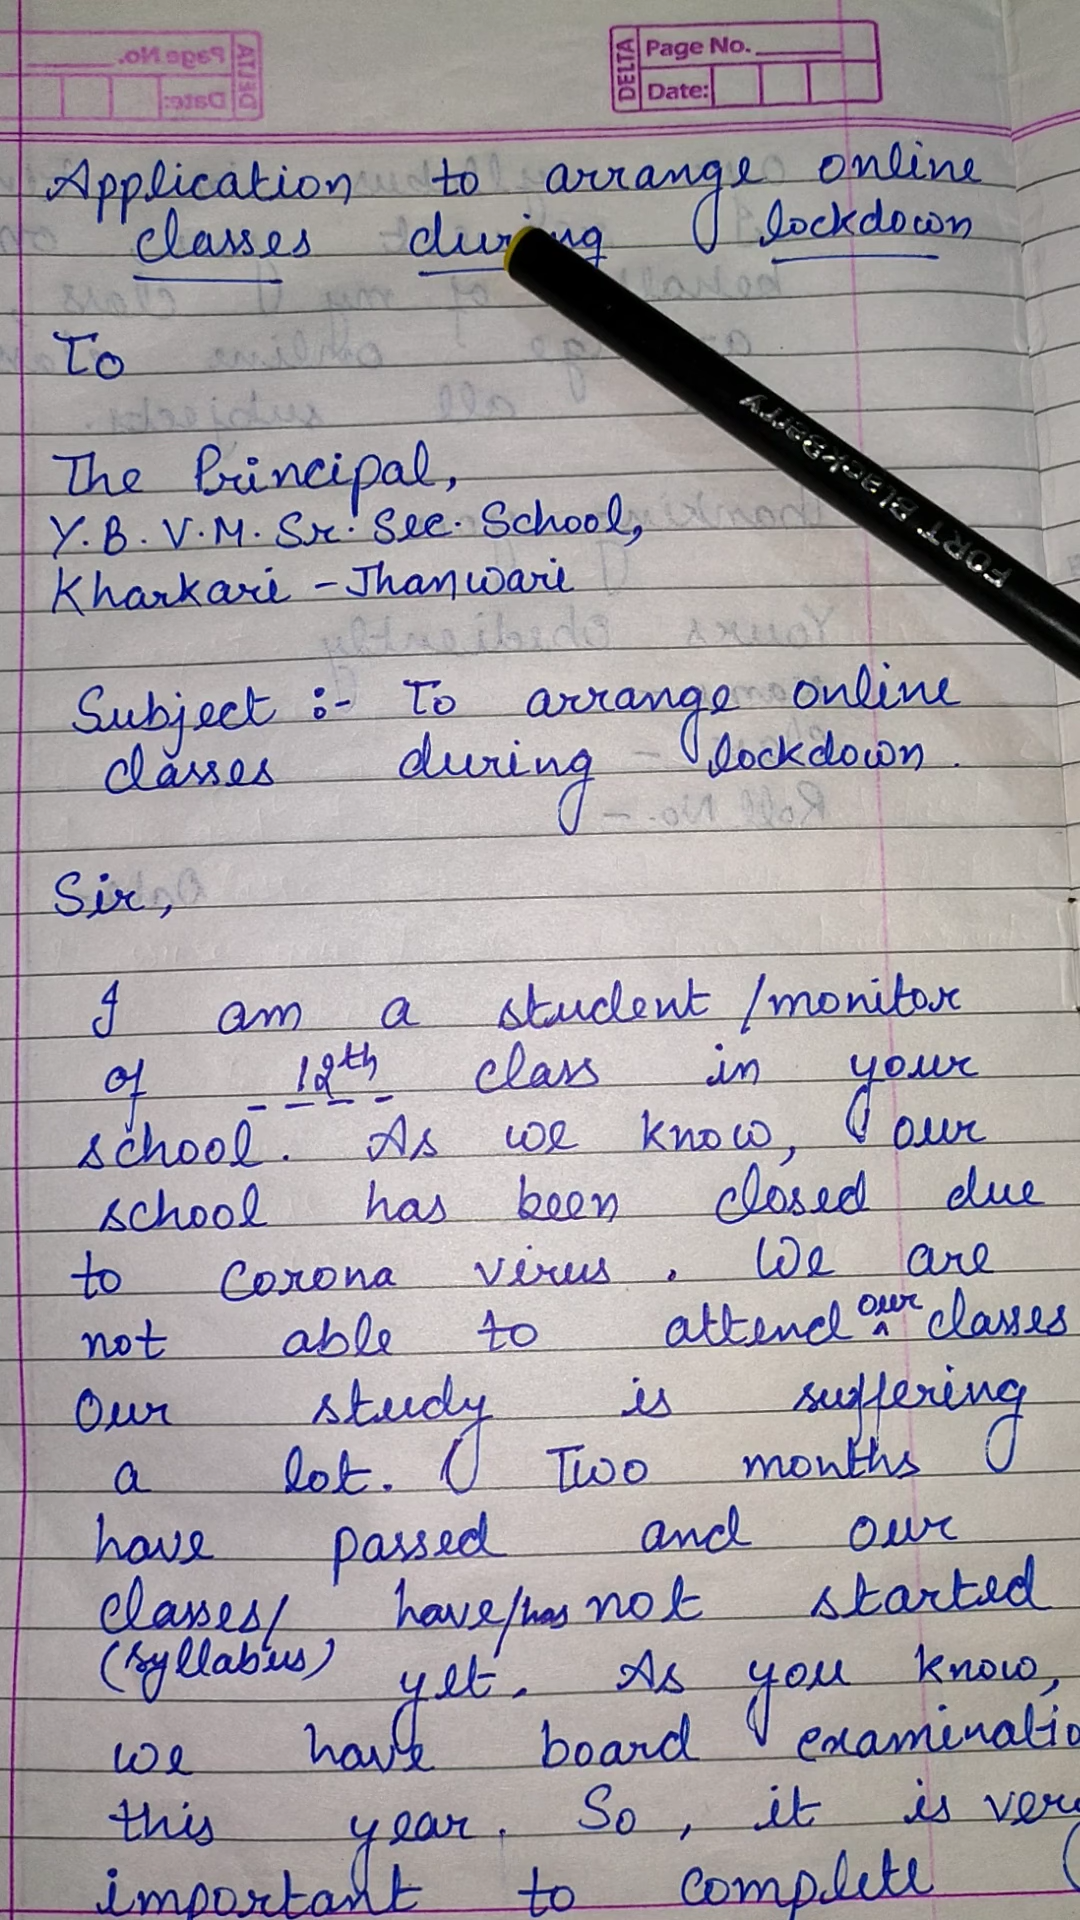 DELTA Page No.
Date:
Application to arrange online
classes during lockdown
To
The Principal,
Y.B.V.M. Sr. Sec. School,
Kharkari - Jhanwari
Subject :- To arrange online
classes during lockdown.
Sir,
I am a student / monitor
of 12th class in your
school. As we know, our
school has been closed due
to corona virus. We are
not able to attend our classes
Our study is suffering
a lot. Two months
have passed and our
classes/ have/has not started
(syllabus) yet. As you know,
we have board examinatio
this year. So, it is very
important to complete
FORT BlackBerry